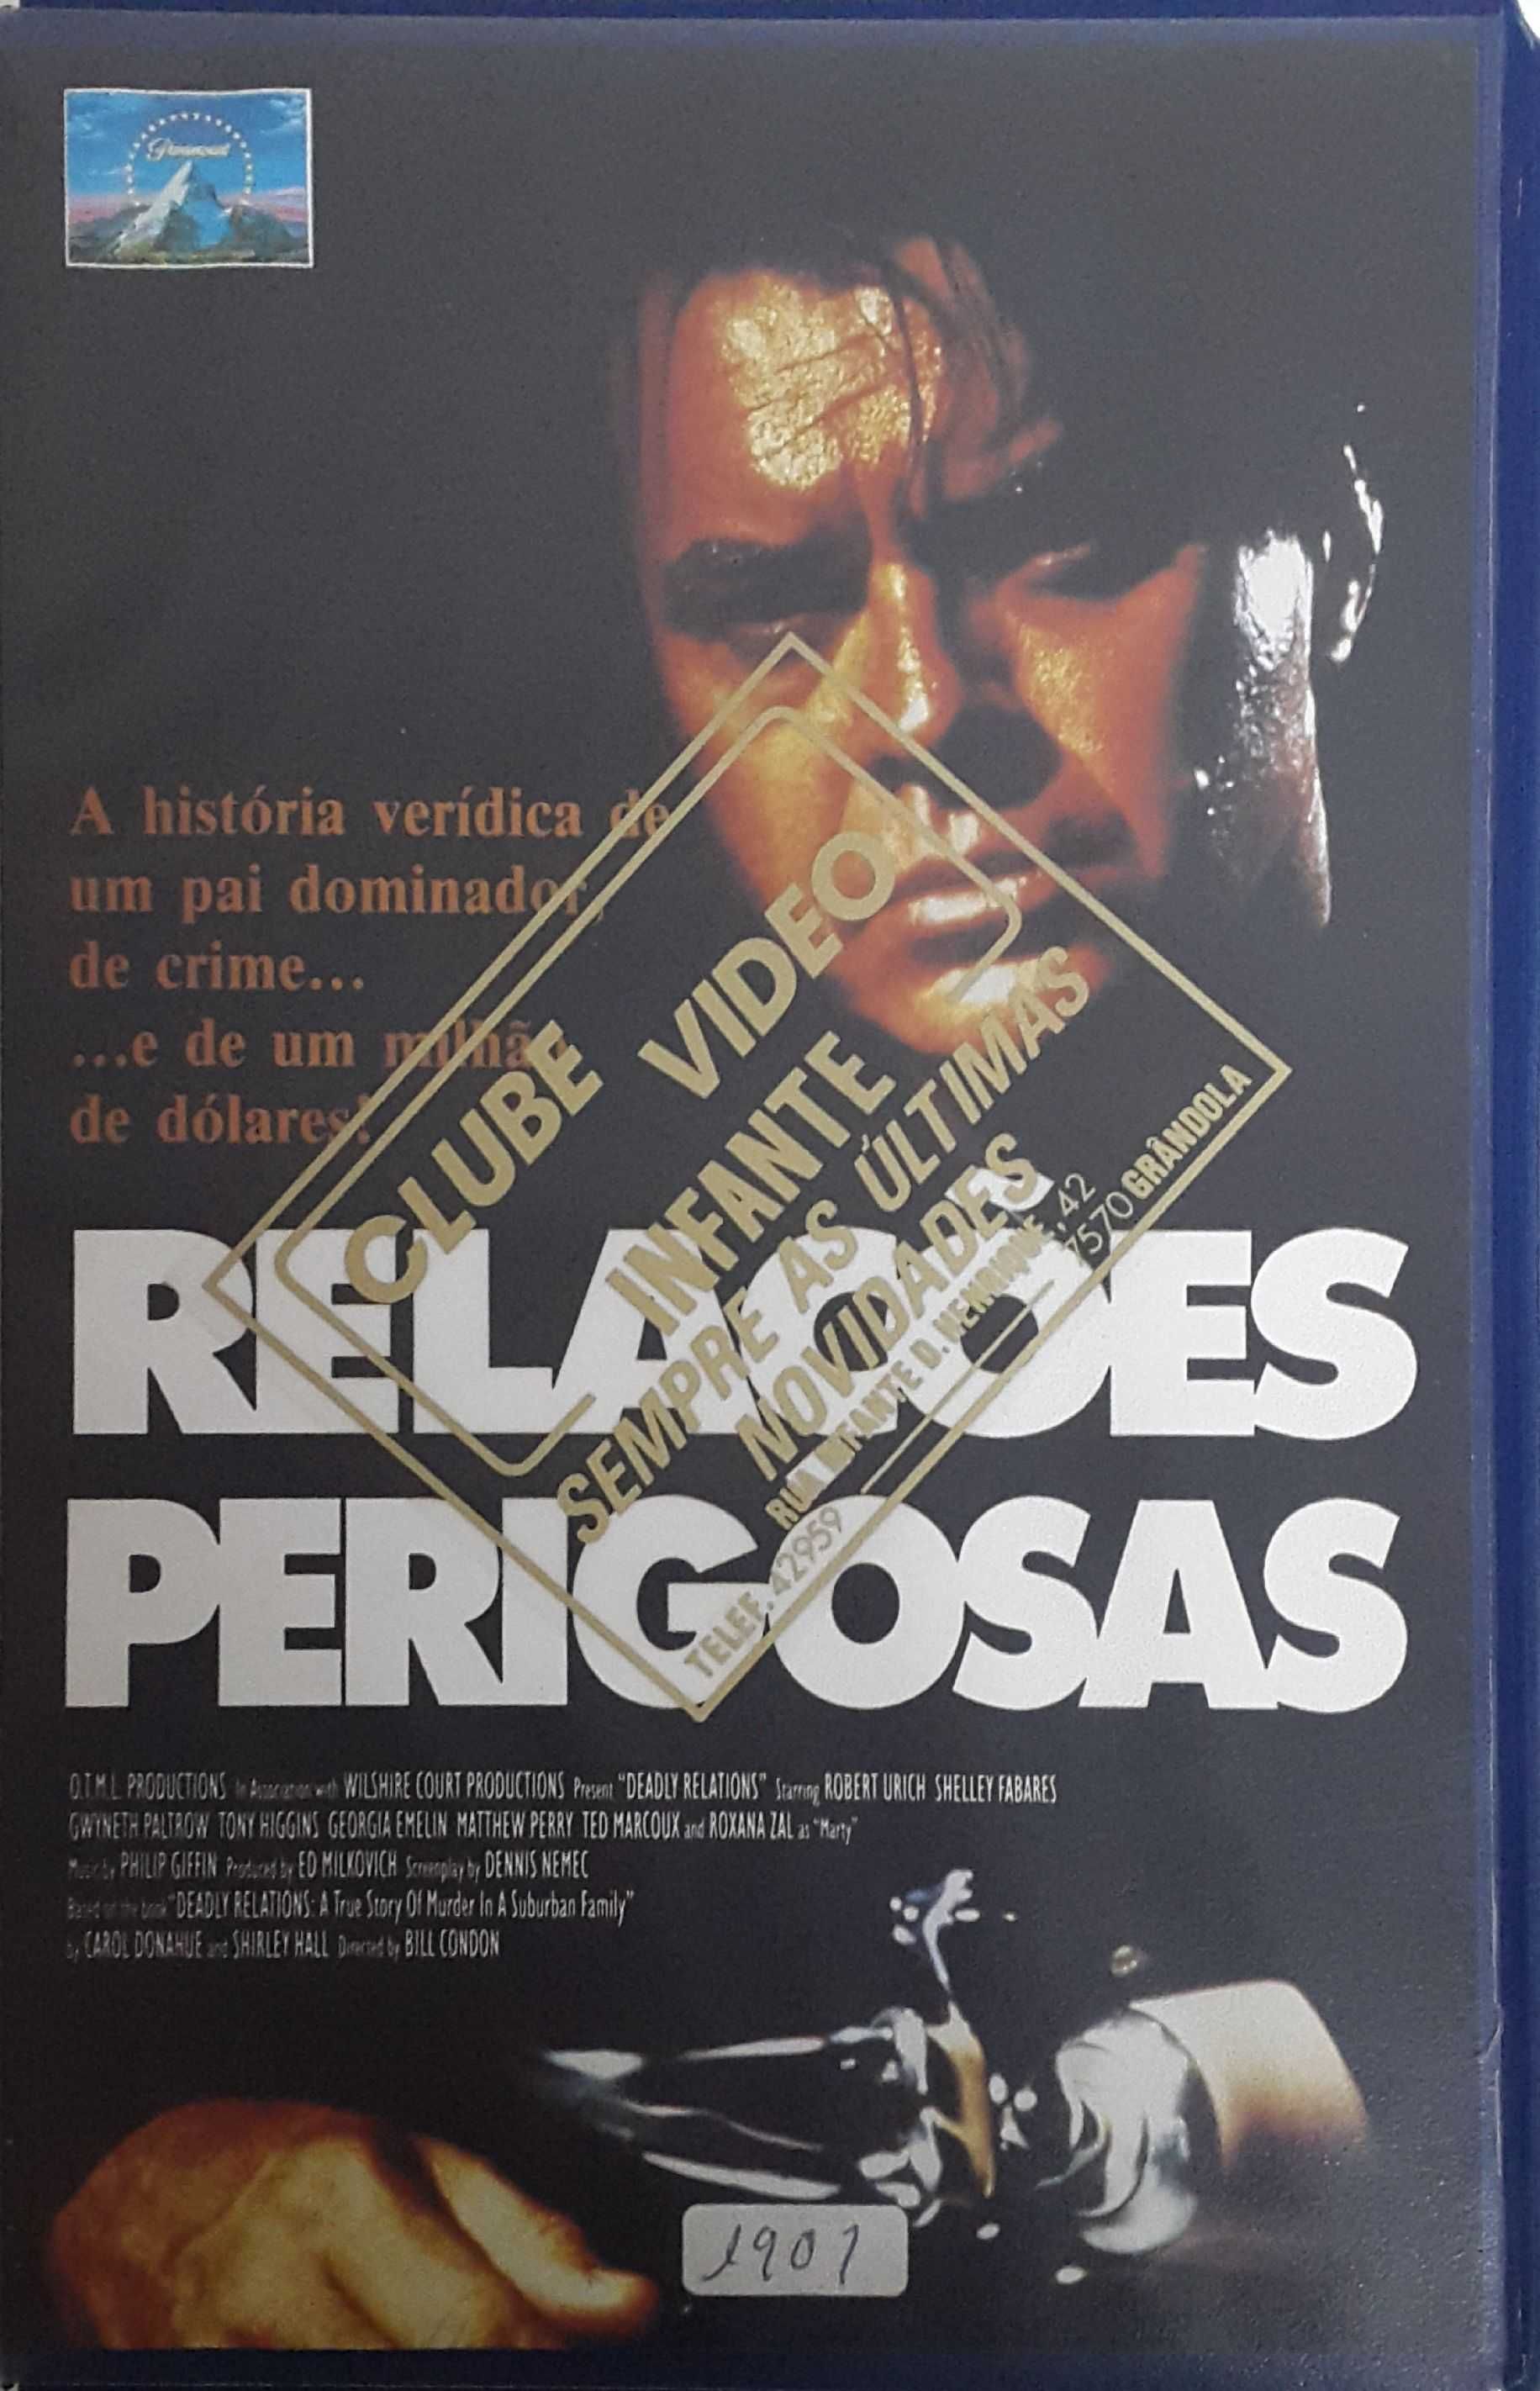 Paramount
A história verídica de
um pai dominador,
de crime...
...e de um milhã
de dólares!
CLUBE VIDEO
INFANTE
SEMPRE AS ÚLTIMAS
NOVIDADES
RUA INFANTE D. HENRIQUE, 42
7570 GRÂNDOLA
TELEF. 42959
RELAÇÕES
PERIGOSAS
O.T.M.L. PRODUCTIONS In Association with WILSHIRE COURT PRODUCTIONS Present "DEADLY RELATIONS" Starring ROBERT URICH SHELLEY FABARES
GWYNETH PALTROW TONY HIGGINS GEORGIA EMELIN MATTHEW PERRY TED MARCOUX and ROXANA ZAL as "Marty"
Music by PHILIP GIFFIN Produced by ED MILKOVICH Screenplay by DENNIS NEMEC
Based on the book "DEADLY RELATIONS: A True Story Of Murder In A Suburban Family"
by CAROL DONAHUE and SHIRLEY HALL Directed by BILL CONDON
1907